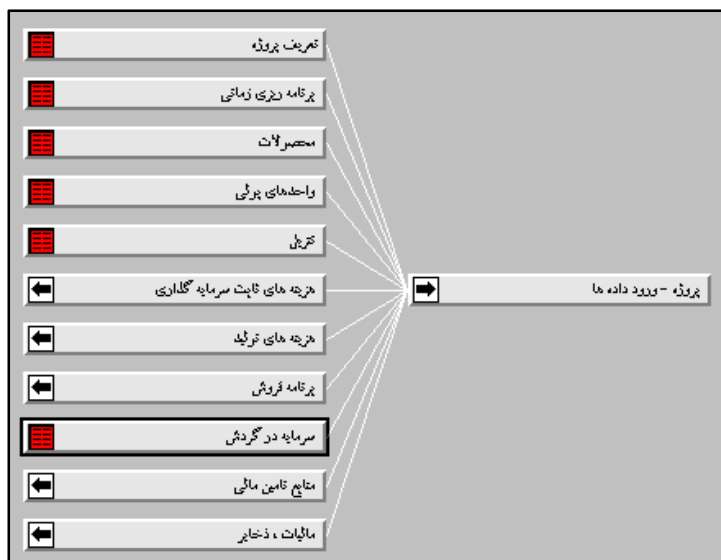 تعریف پروژه
برنامه ریزی زمانی
محصولات
واحدهای پولی
کنترل
هزینه های ثابت سرمایه گذاری
پروژه - ورود داده ها
هزینه های تولید
برنامه فروش
سرمایه در گردش
منابع تامین مالی
مالیات ، ذخایر